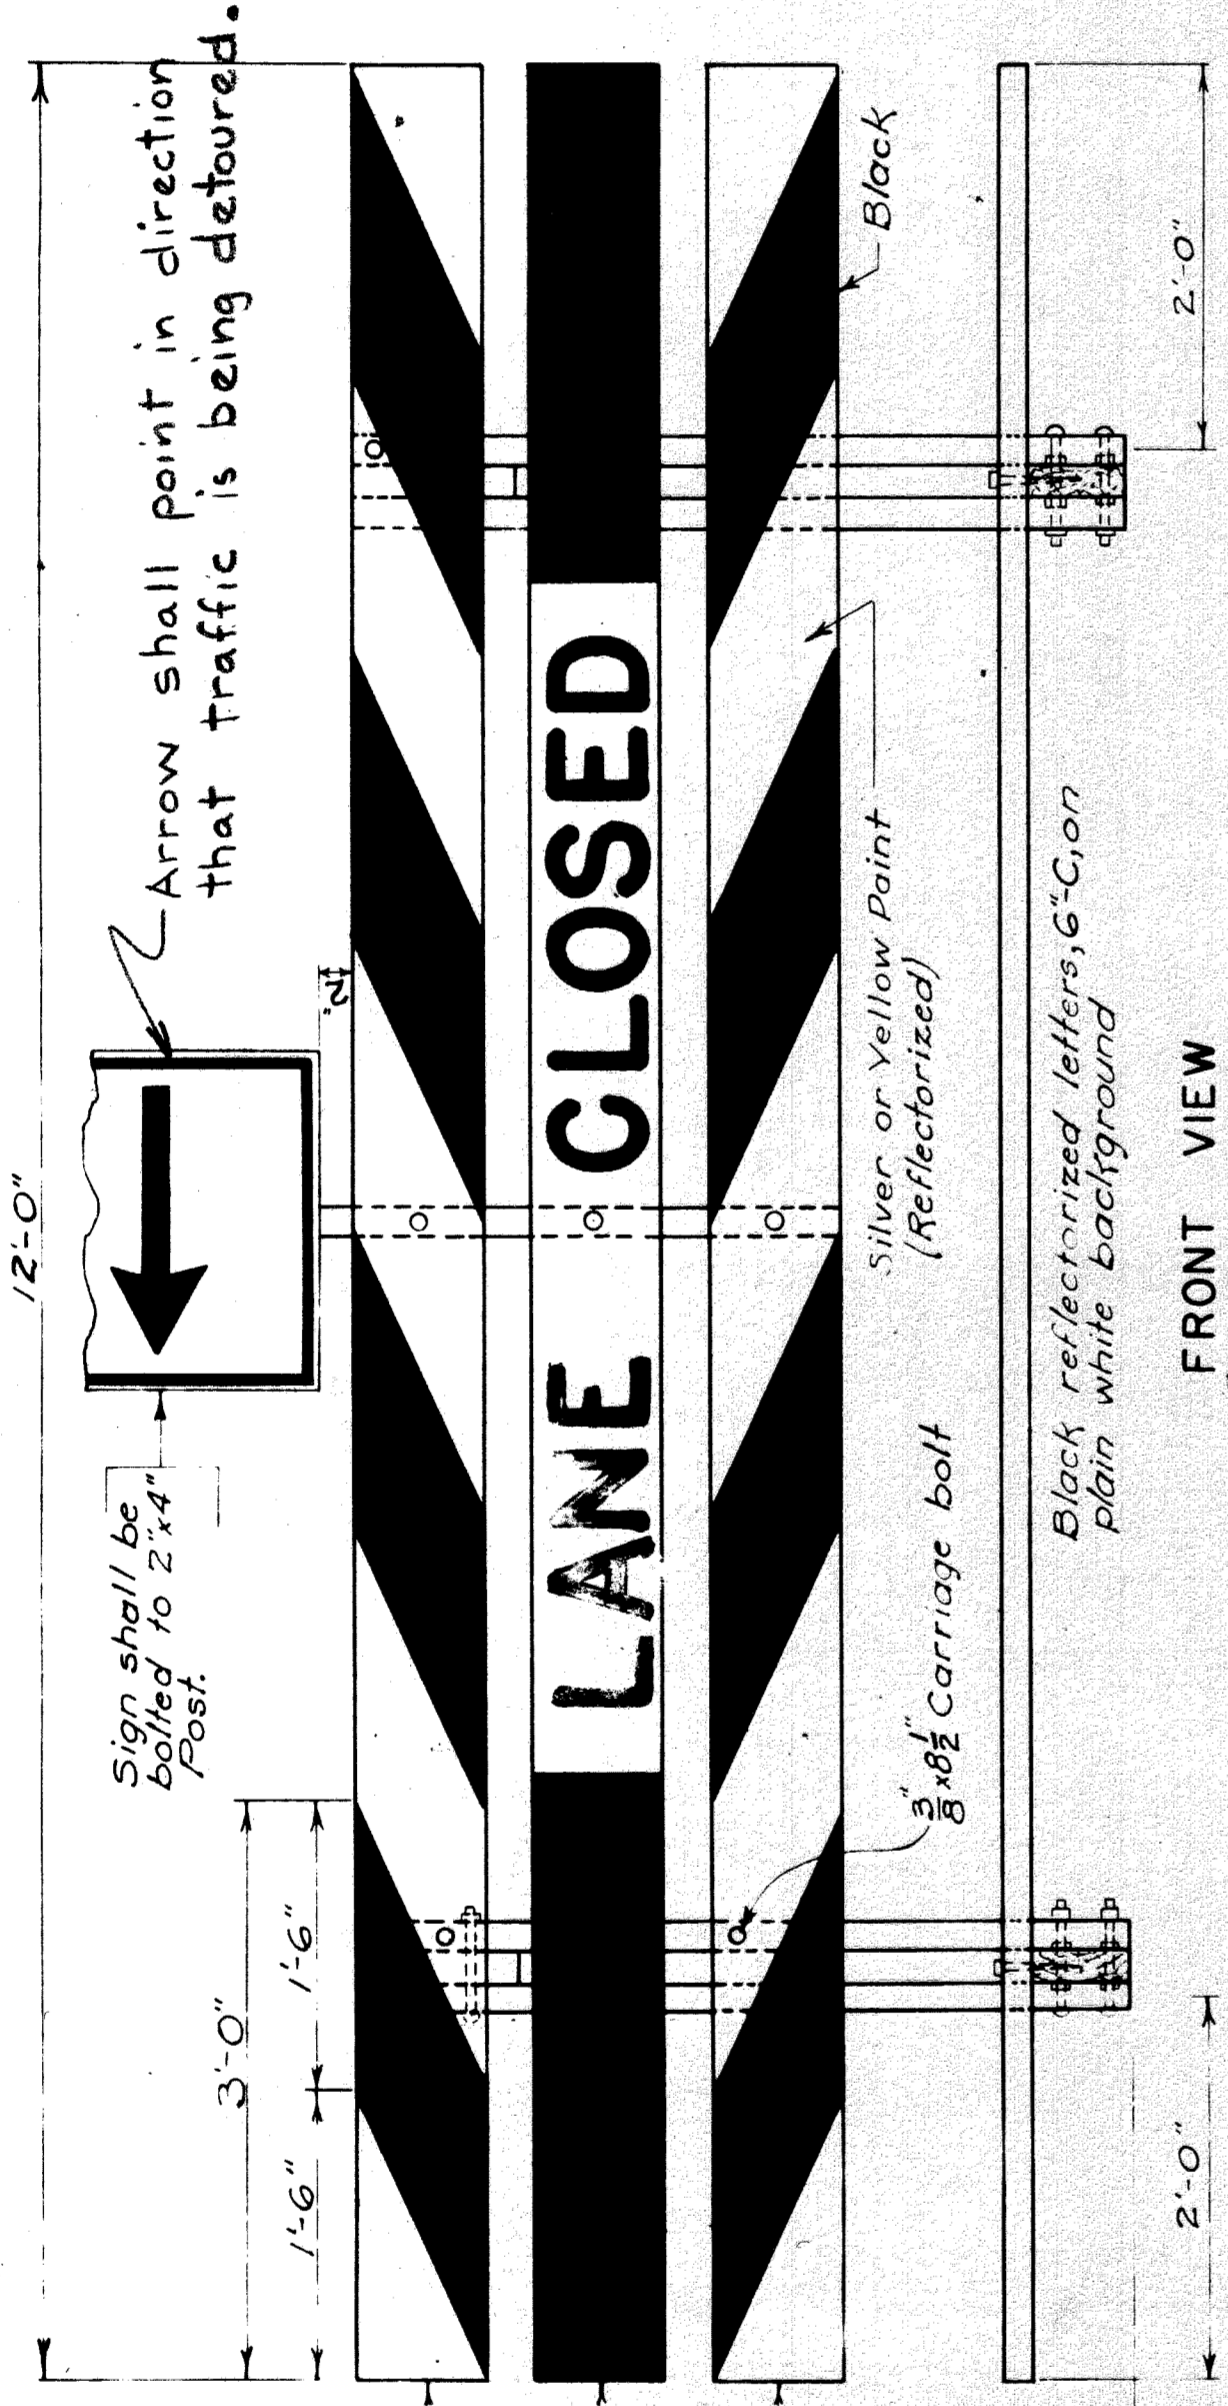 12'-0"
Arrow shall point in direction
that traffic is being detoured.
Sign shall be
bolted to 2"x4"
Post.
3'-0"
1'-6"
1'-6"
2"
LANE CLOSED
Black
Silver or Yellow Paint
(Reflectorized)
3/8"x8 1/2" Carriage bolt
Black reflectorized letters, 6"-C, on
plain white background
2'-0"
2'-0"
FRONT VIEW